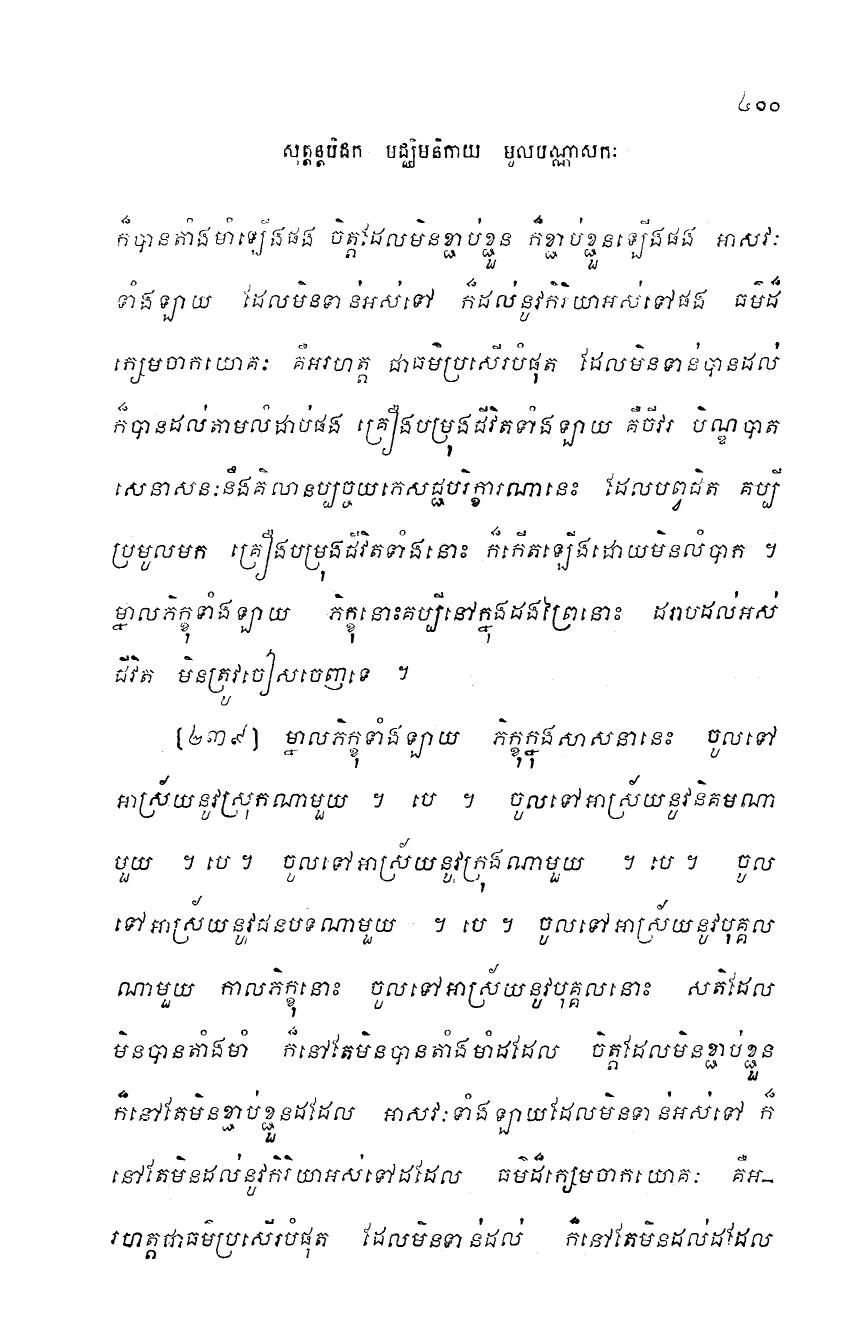 ៤០០
សុត្តន្តបិដក មជ្ឈិមនិកាយ មូលបណ្ណាសកៈ
ក៏បានតាំងមាំឡើងផង ចិត្តដែលមិនខ្ជាប់ខ្ជួន ក៏ខ្ជាប់ខ្ជួនឡើងផង អាសវៈ
ទាំងឡាយ ដែលមិនទាន់អស់ទៅ ក៏ដល់នូវកិរិយាអស់ទៅផង ធម៌ដ៏
ក្សេមចាកយោគៈ គឺអរហត្ត ជាធម៌ប្រសើរបំផុត ដែលមិនទាន់បានដល់
ក៏បានដល់តាមលំដាប់ផង គ្រឿងបម្រុងជីវិតទាំងឡាយ គឺចីវរ បិណ្ឌបាត
សេនាសនៈនឹងគិលានប្បច្ចយភេសជ្ជបរិក្ខារណានេះ ដែលបព្វជិត គប្បី
ប្រមូលមក គ្រឿងបម្រុងជីវិតទាំងនោះ ក៏កើតឡើងដោយមិនលំបាក ។
ម្នាលភិក្ខុទាំងឡាយ ភិក្ខុនោះគប្បីនៅក្នុងដងព្រៃនោះ ដរាបដល់អស់
ជីវិត មិនត្រូវចៀសចេញទេ ។
[២៣៩] ម្នាលភិក្ខុទាំងឡាយ ភិក្ខុក្នុងសាសនានេះ ចូលទៅ
អាស្រ័យនូវស្រុកណាមួយ ។ បេ ។ ចូលទៅអាស្រ័យនូវនិគមណា
មួយ ។ បេ ។ ចូលទៅអាស្រ័យនូវក្រុងណាមួយ ។ បេ ។ ចូល
ទៅអាស្រ័យនូវជនបទណាមួយ ។ បេ ។ ចូលទៅអាស្រ័យនូវបុគ្គល
ណាមួយ កាលភិក្ខុនោះ ចូលទៅអាស្រ័យនូវបុគ្គលនោះ សតិដែល
មិនបានតាំងមាំ ក៏នៅតែមិនបានតាំងមាំដដែល ចិត្តដែលមិនខ្ជាប់ខ្ជួន
ក៏នៅតែមិនខ្ជាប់ខ្ជួនដដែល អាសវៈទាំងឡាយដែលមិនទាន់អស់ទៅ ក៏
នៅតែមិនដល់នូវកិរិយាអស់ទៅដដែល ធម៌ដ៏ក្សេមចាកយោគៈ គឺអ-
រហត្តជាធម៌ប្រសើរបំផុត ដែលមិនទាន់ដល់ ក៏នៅតែមិនដល់ដដែល